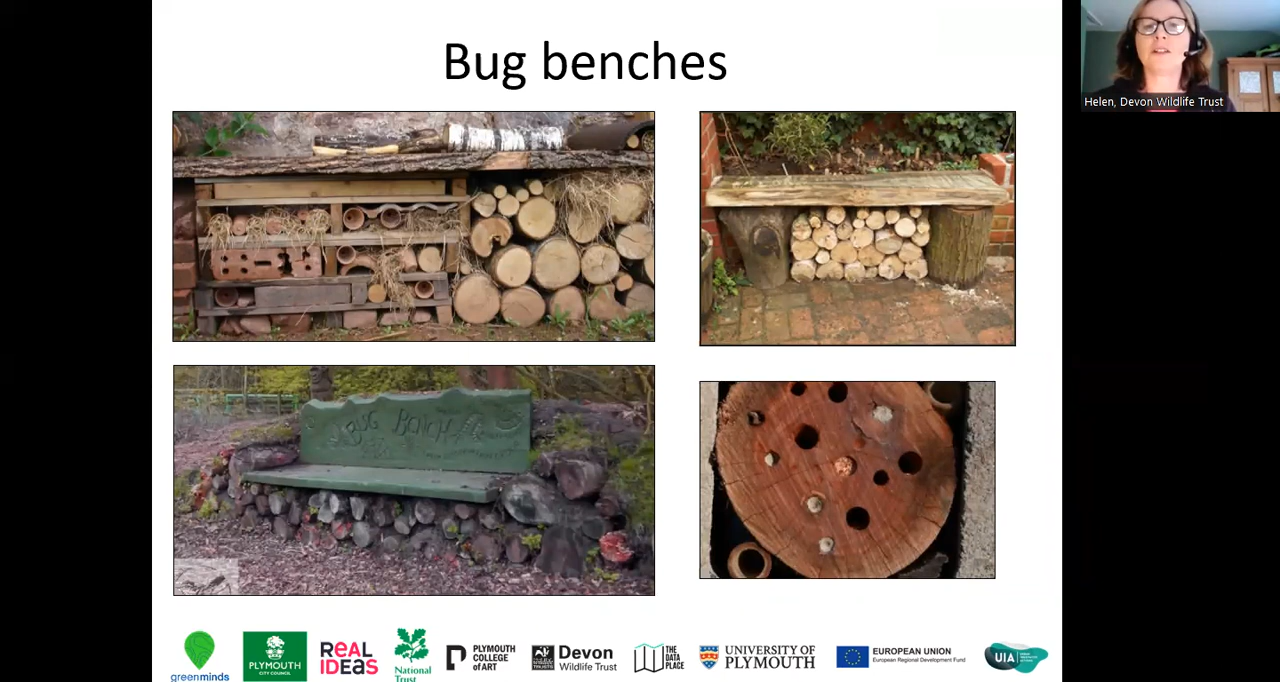 Bug benches
Helen, Devon Wildlife Trust
BUG BENCH
greenminds
PLYMOUTH
CITY COUNCIL
REAL
IDEAS
National
Trust
PLYMOUTH
COLLEGE
of ART
Devon
Wildlife Trust
THE
DATA
PLACE
UNIVERSITY OF
PLYMOUTH
EUROPEAN UNION
European Regional Development Fund
UIA